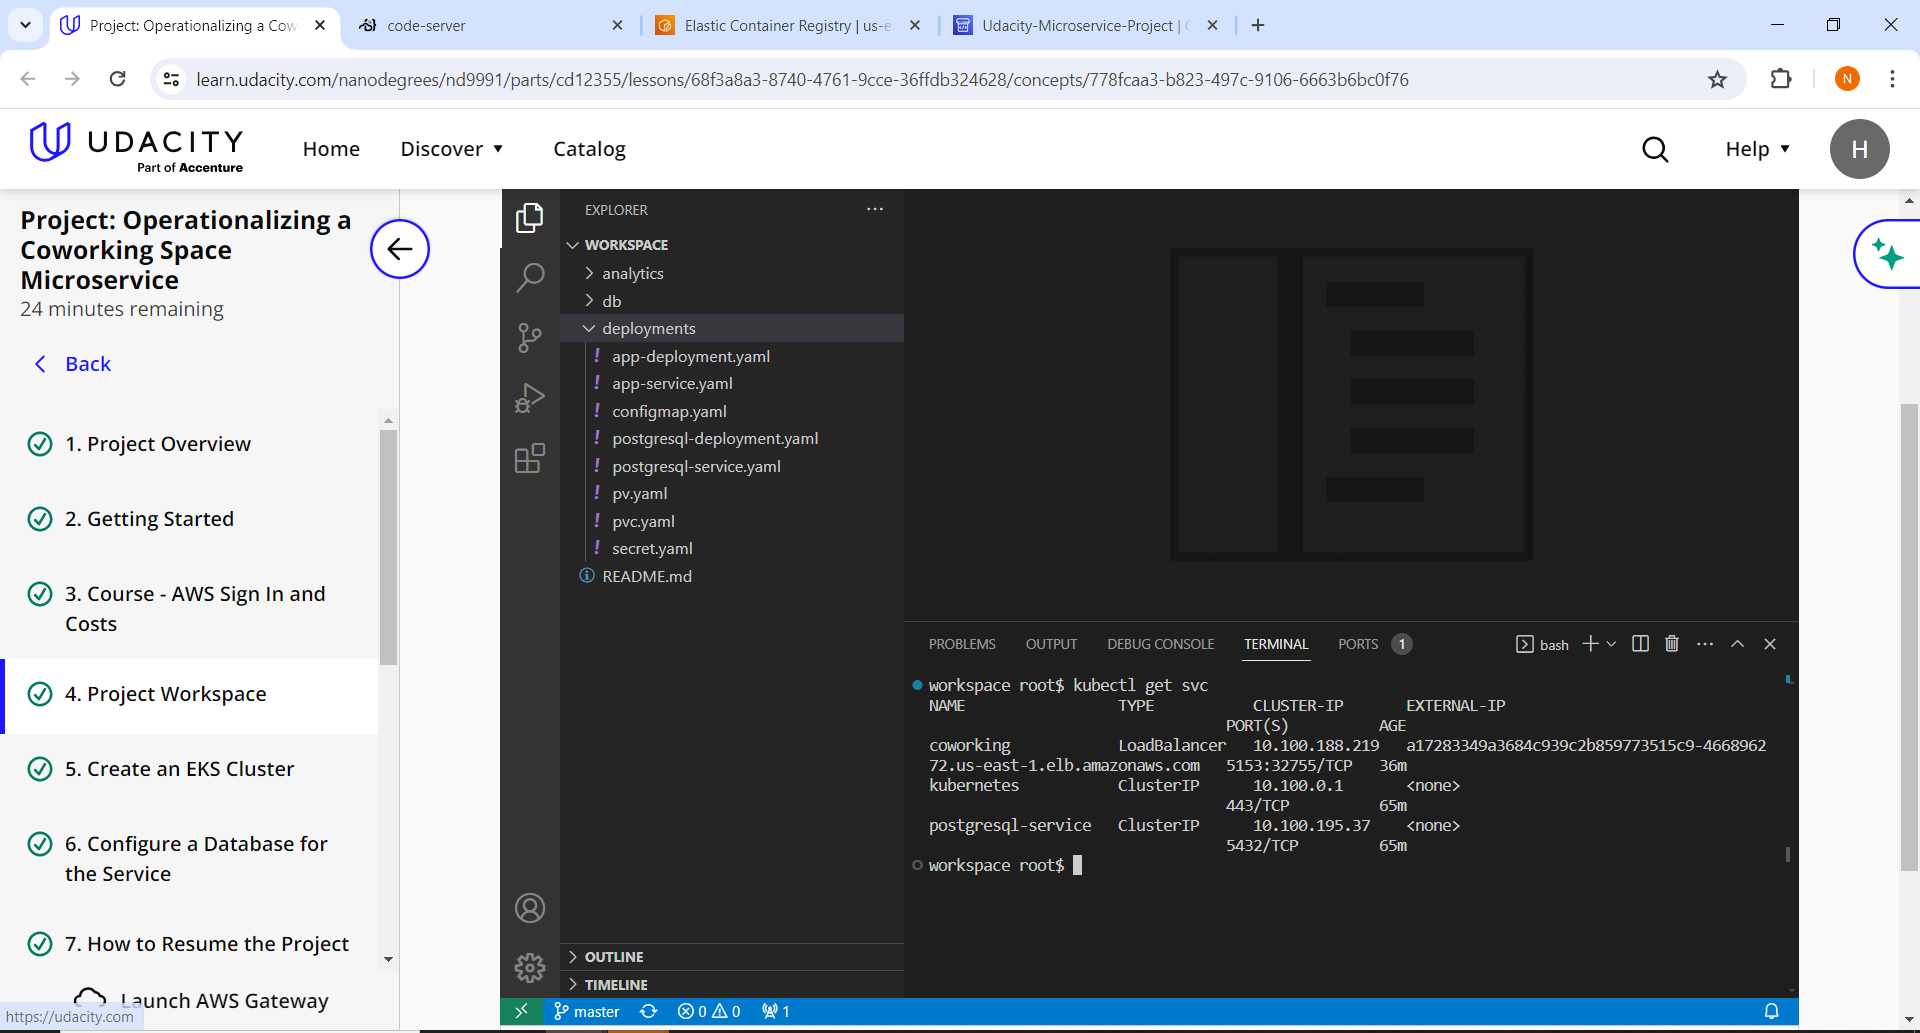 Project: Operationalizing a Cow
code-server
Elastic Container Registry | us-e
Udacity-Microservice-Project | C
learn.udacity.com/nanodegrees/nd9991/parts/cd12355/lessons/68f3a8a3-8740-4761-9cce-36ffdb324628/concepts/778fcaa3-b823-497c-9106-6663b6bc0f76
N
UDACITY
Part of Accenture
Home
Discover
Catalog
Help
H
Project: Operationalizing a
Coworking Space
Microservice
24 minutes remaining
Back
1. Project Overview
2. Getting Started
3. Course - AWS Sign In and
Costs
4. Project Workspace
5. Create an EKS Cluster
6. Configure a Database for
the Service
7. How to Resume the Project
Launch AWS Gateway
https://udacity.com
EXPLORER
WORKSPACE
analytics
db
deployments
! app-deployment.yaml
! app-service.yaml
! configmap.yaml
! postgresql-deployment.yaml
! postgresql-service.yaml
! pv.yaml
! pvc.yaml
! secret.yaml
README.md
OUTLINE
TIMELINE
PROBLEMS OUTPUT DEBUG CONSOLE TERMINAL PORTS 1
bash
workspace root$ kubectl get svc
NAME TYPE CLUSTER-IP EXTERNAL-IP
PORT(S) AGE
coworking LoadBalancer 10.100.188.219 a17283349a3684c939c2b859773515c9-4668962
72.us-east-1.elb.amazonaws.com 5153:32755/TCP 36m
kubernetes ClusterIP 10.100.0.1 <none>
443/TCP 65m
postgresql-service ClusterIP 10.100.195.37 <none>
5432/TCP 65m
workspace root$
master 0 0 1